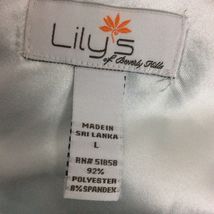 Lily's
of Beverly Hills
MADE IN
SRI LANKA
L
RN# 51858
92%
POLYESTER
8% SPANDEX